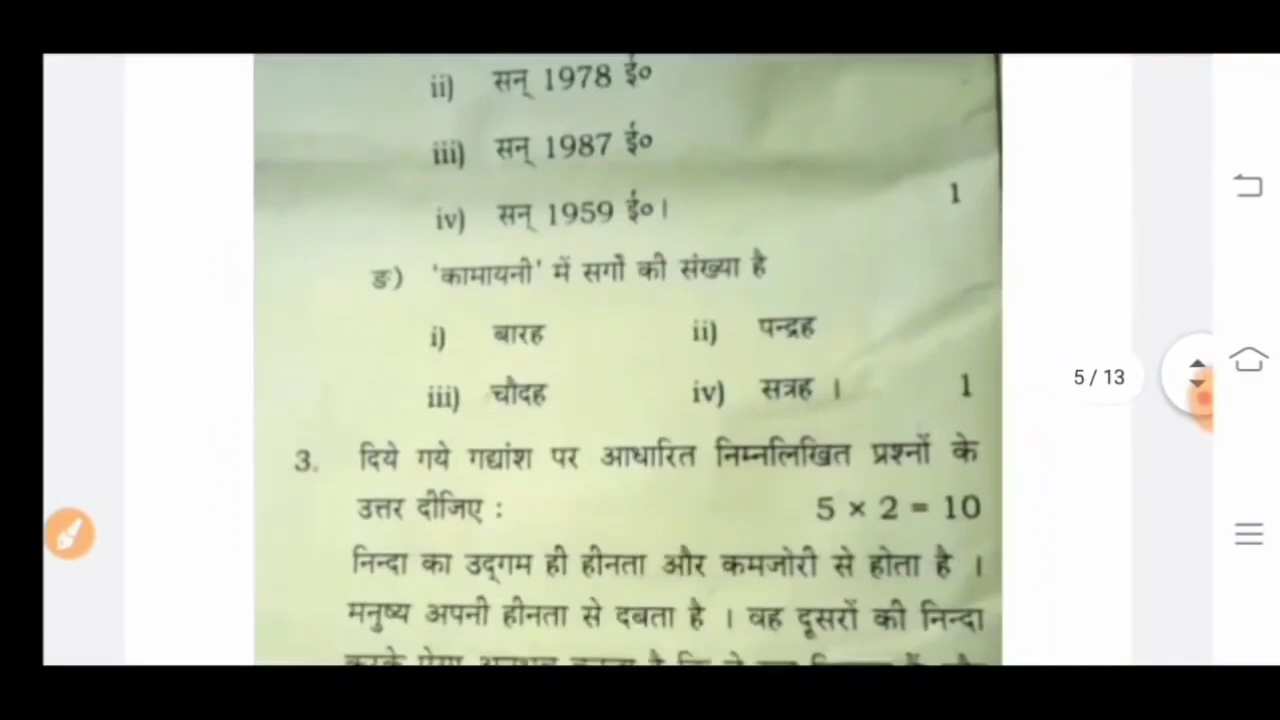 ii) सन् 1978 ई०
iii) सन् 1987 ई०
iv) सन् 1959 ई०। 1
ङ) 'कामायनी' में सर्गों की संख्या है
i) बारह ii) पन्द्रह
iii) चौदह iv) सत्रह । 1
5 / 13
3. दिये गये गद्यांश पर आधारित निम्नलिखित प्रश्नों के
उत्तर दीजिए : 5 × 2 = 10
निन्दा का उद्गम ही हीनता और कमजोरी से होता है ।
मनुष्य अपनी हीनता से दबता है । वह दूसरों की निन्दा